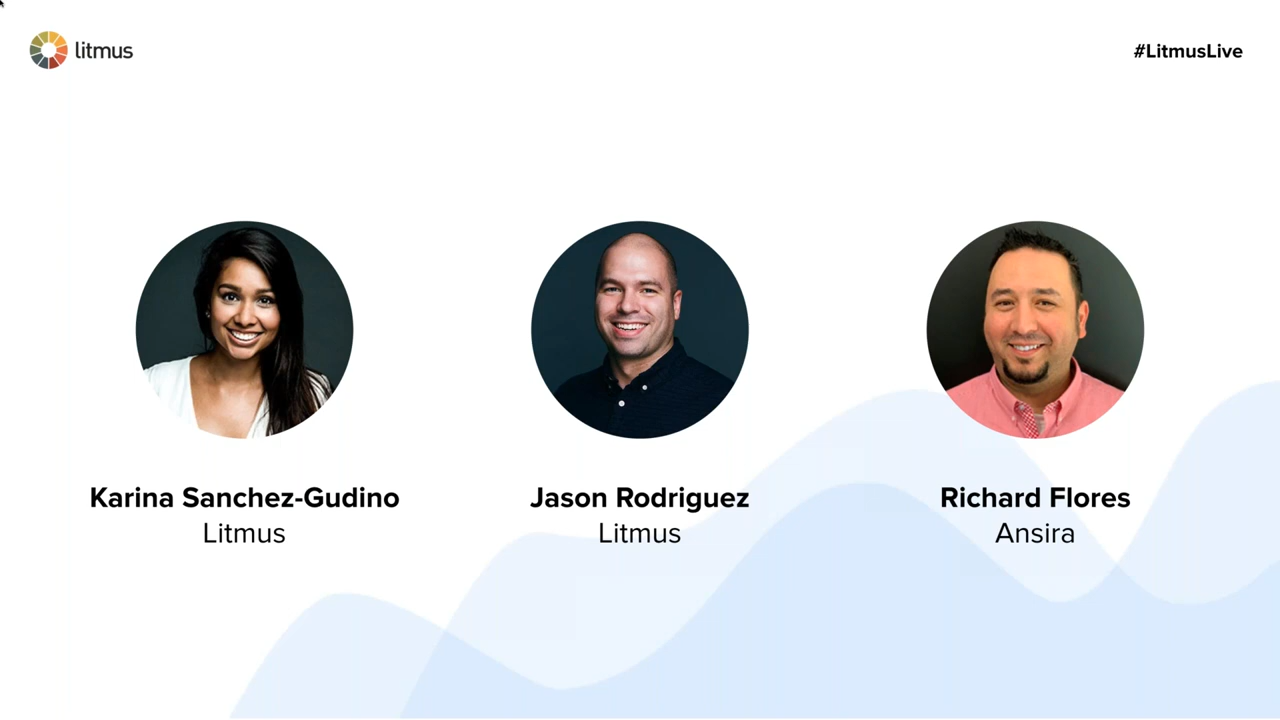 litmus
#LitmusLive
Karina Sanchez-Gudino
Litmus
Jason Rodriguez
Litmus
Richard Flores
Ansira